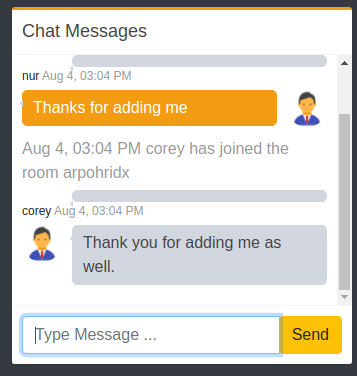 Chat Messages
nur Aug 4, 03:04 PM
Thanks for adding me
Aug 4, 03:04 PM corey has joined the
room arpohridx
corey Aug 4, 03:04 PM
Thank you for adding me as
well.
Type Message ...
Send